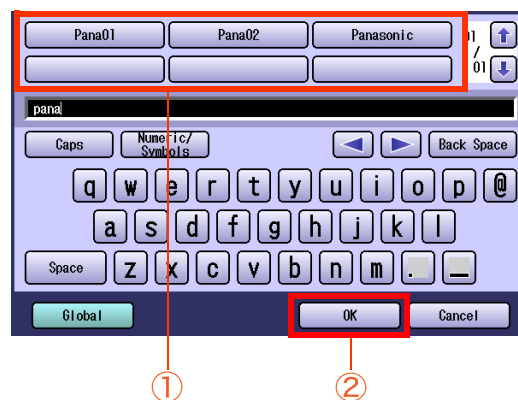 Pana01 Pana02 Panasonic 01
/
01
pana
Caps Numeric/ Symbols Back Space
q w e r t y u i o p @
a s d f g h j k l
Space z x c v b n m . _
Global OK Cancel
① ②